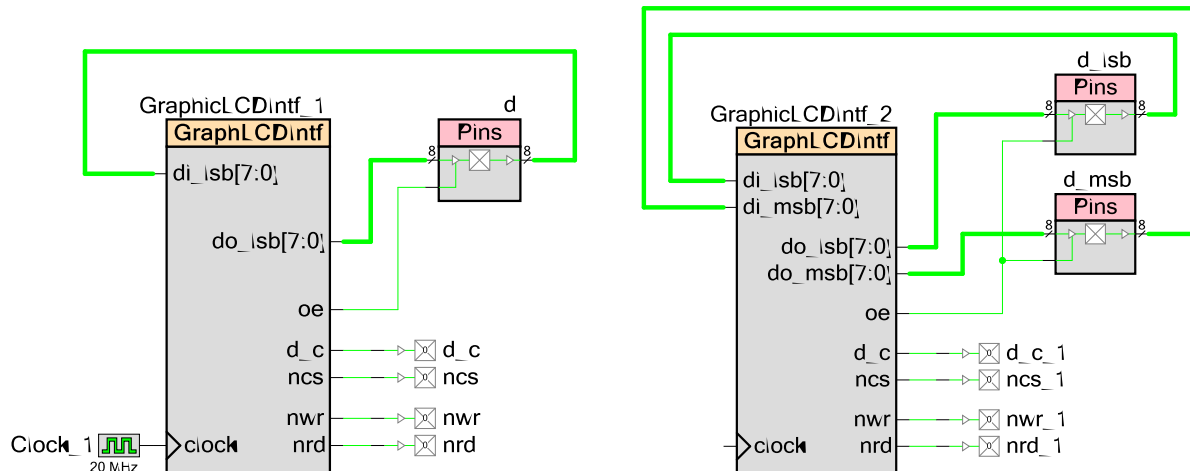 GraphicLCDIntf_1
GraphLCDIntf
di_lsb[7:0]
do_lsb[7:0]
oe
d_c
ncs
nwr
nrd
clock
Clock_1
20 MHz
d
Pins
8
8
0
d_c
0
ncs
0
nwr
0
nrd
GraphicLCDIntf_2
GraphLCDIntf
di_lsb[7:0]
di_msb[7:0]
do_lsb[7:0]
do_msb[7:0]
oe
d_c
ncs
nwr
nrd
clock
d_lsb
Pins
8
8
d_msb
Pins
8
8
0
d_c_1
0
ncs_1
0
nwr_1
0
nrd_1